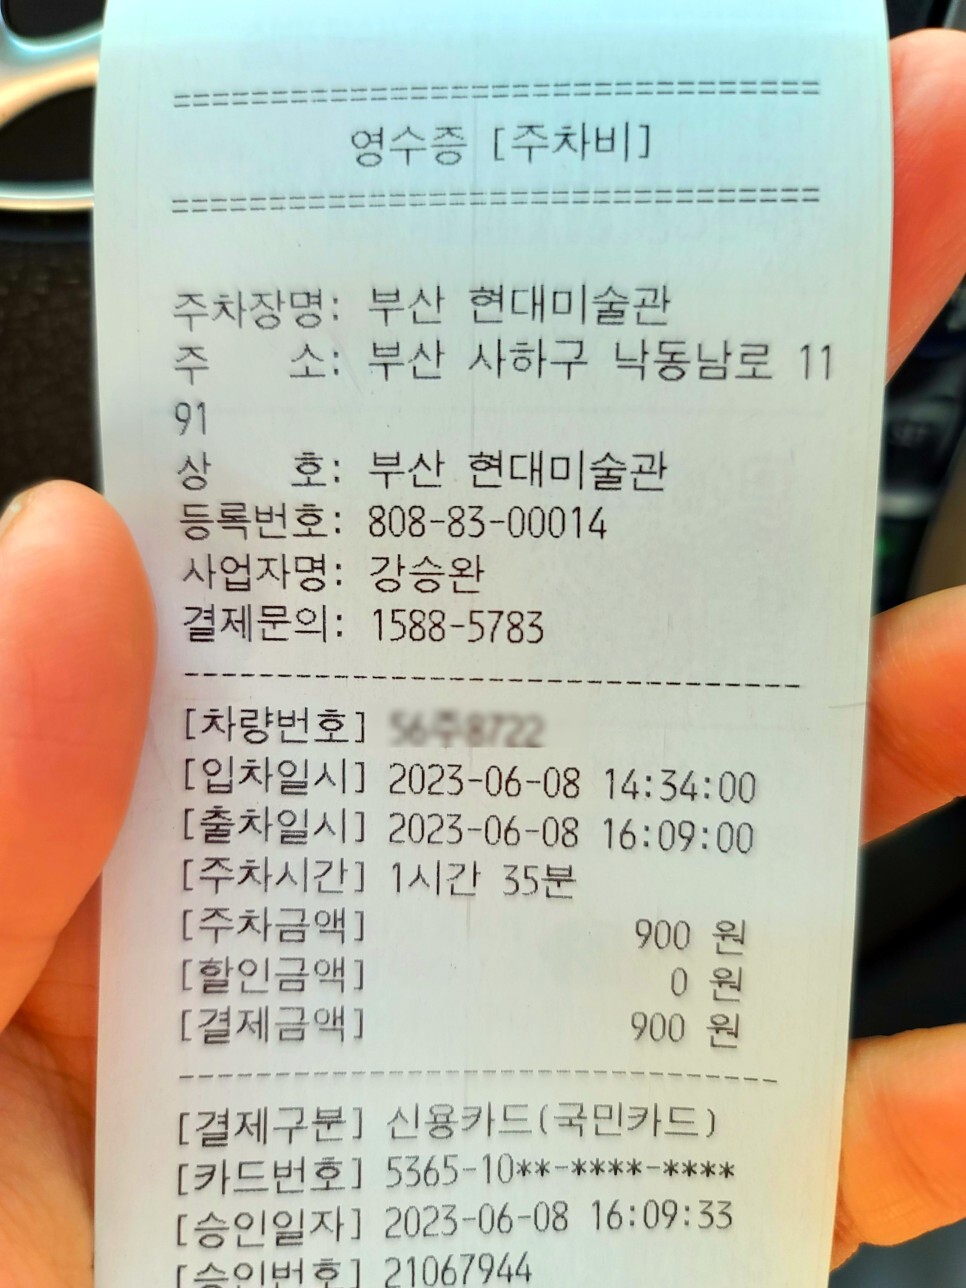 ================================
영수증 [주차비]
================================
주차장명: 부산 현대미술관
주 소: 부산 사하구 낙동남로 11
91
상 호: 부산 현대미술관
등록번호: 808-83-00014
사업자명: 강승완
결제문의: 1588-5783
--------------------------------
[차량번호]
[입차일시] 2023-06-08 14:34:00
[출차일시] 2023-06-08 16:09:00
[주차시간] 1시간 35분
[주차금액] 900 원
[할인금액] 0 원
[결제금액] 900 원
--------------------------------
[결제구분] 신용카드(국민카드)
[카드번호] 5365-10**-****-****
[승인일자] 2023-06-08 16:09:33
[승인번호] 21067944